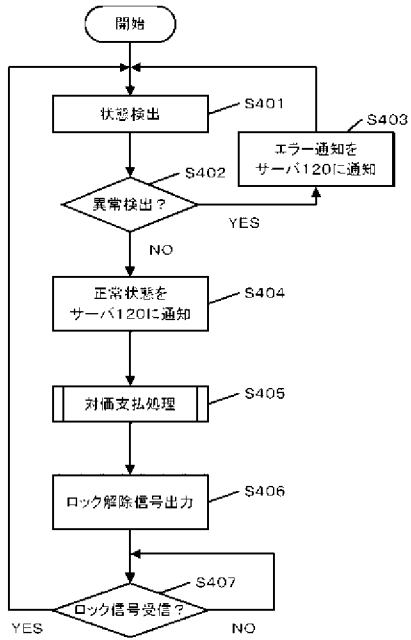 開始
状態検出
S401
S403
エラー通知を
サーバ120に通知
S402
異常検出?
YES
NO
正常状態を
サーバ120に通知
S404
対価支払処理
S405
ロック解除信号出力
S406
S407
ロック信号受信?
YES
NO